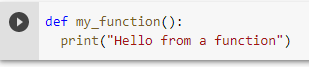 def my_function():
  print("Hello from a function")